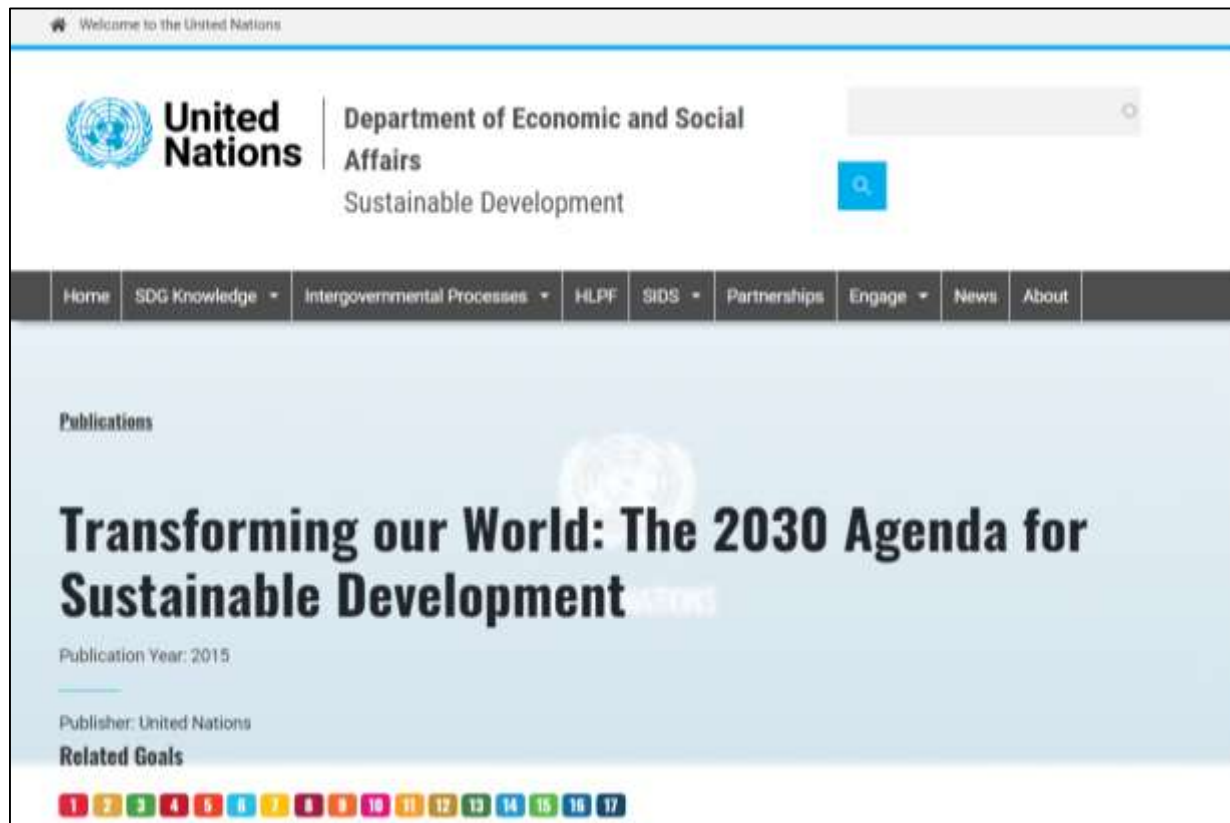 Welcome to the United Nations
United
Nations
Department of Economic and Social
Affairs
Sustainable Development
Home SDG Knowledge Intergovernmental Processes HLPF SIDS Partnerships Engage News About
Publications
Transforming our World: The 2030 Agenda for
Sustainable Development
NATIONS
Publication Year: 2015
Publisher: United Nations
Related Goals
1 2 3 4 5 6 7 8 9 10 11 12 13 14 15 16 17